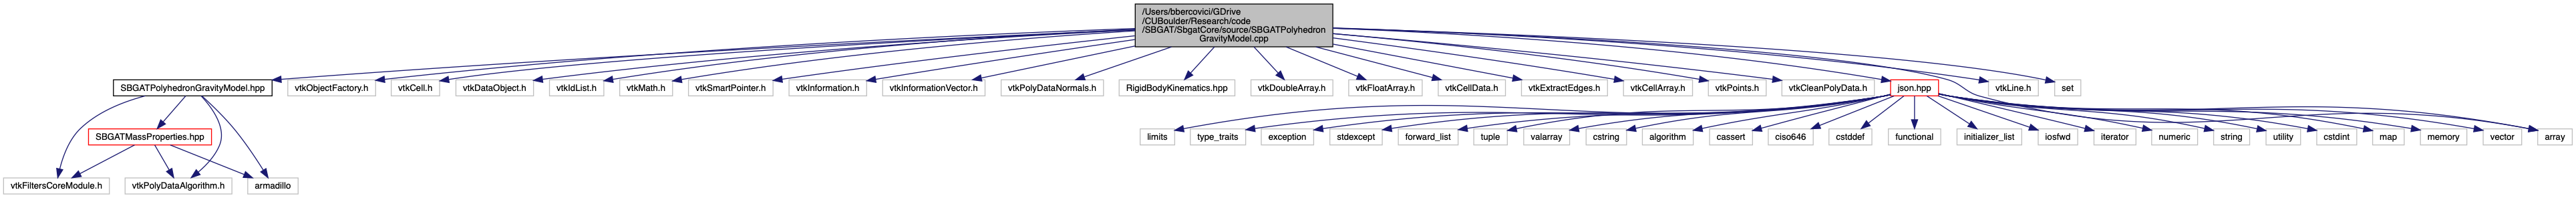 /Users/bbercovici/GDrive
/CUBoulder/Research/code
/SBGAT/SbgatCore/source/SBGATPolyhedron
GravityModel.cpp
SBGATPolyhedronGravityModel.hpp
vtkObjectFactory.h
vtkCell.h
vtkDataObject.h
vtkIdList.h
vtkMath.h
vtkSmartPointer.h
vtkInformation.h
vtkInformationVector.h
vtkPolyDataNormals.h
RigidBodyKinematics.hpp
vtkDoubleArray.h
vtkFloatArray.h
vtkCellData.h
vtkExtractEdges.h
vtkCellArray.h
vtkPoints.h
vtkCleanPolyData.h
json.hpp
vtkLine.h
set
SBGATMassProperties.hpp
limits
type_traits
exception
stdexcept
forward_list
tuple
valarray
cstring
algorithm
cassert
ciso646
cstddef
functional
initializer_list
iosfwd
iterator
numeric
string
utility
cstdint
map
memory
vector
array
vtkFiltersCoreModule.h
vtkPolyDataAlgorithm.h
armadillo